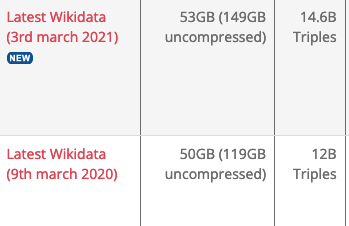 Latest Wikidata
(3rd march 2021)
NEW
53GB (149GB
uncompressed)
14.6B
Triples
Latest Wikidata
(9th march 2020)
50GB (119GB
uncompressed)
12B
Triples